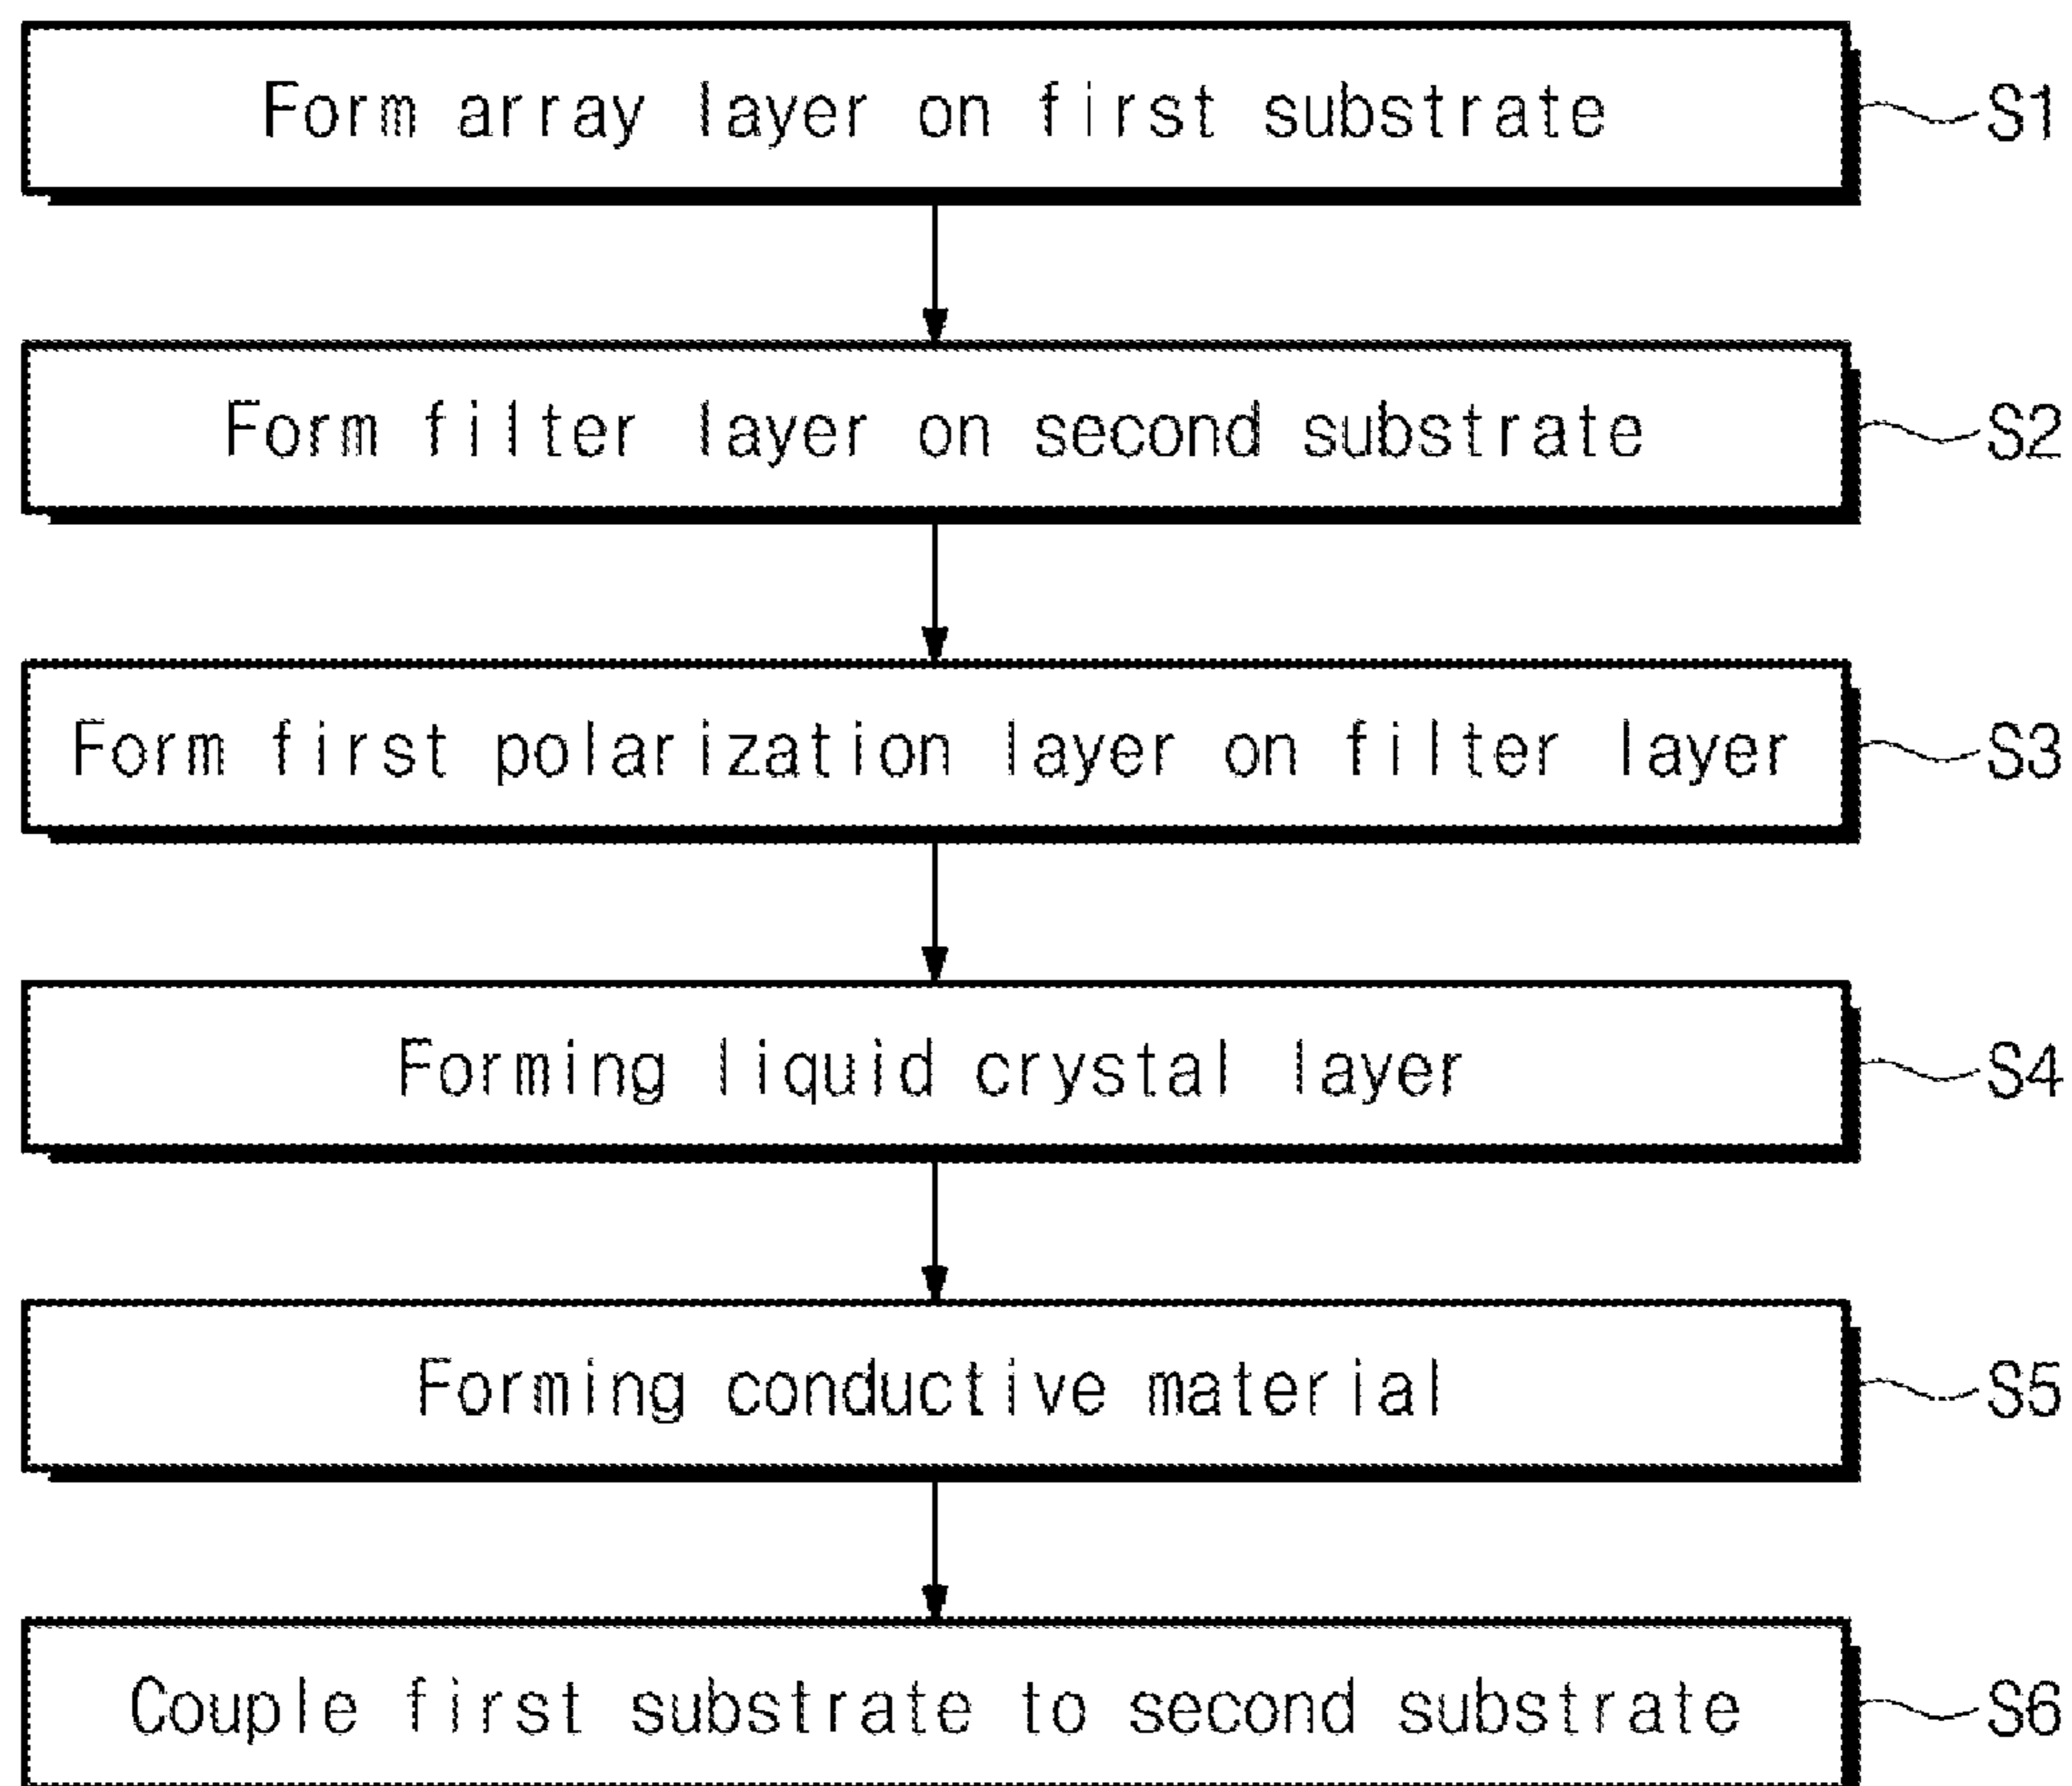 Form array layer on first substrate S1
Form filter layer on second substrate S2
Form first polarization layer on filter layer S3
Forming liquid crystal layer S4
Forming conductive material S5
Couple first substrate to second substrate S6